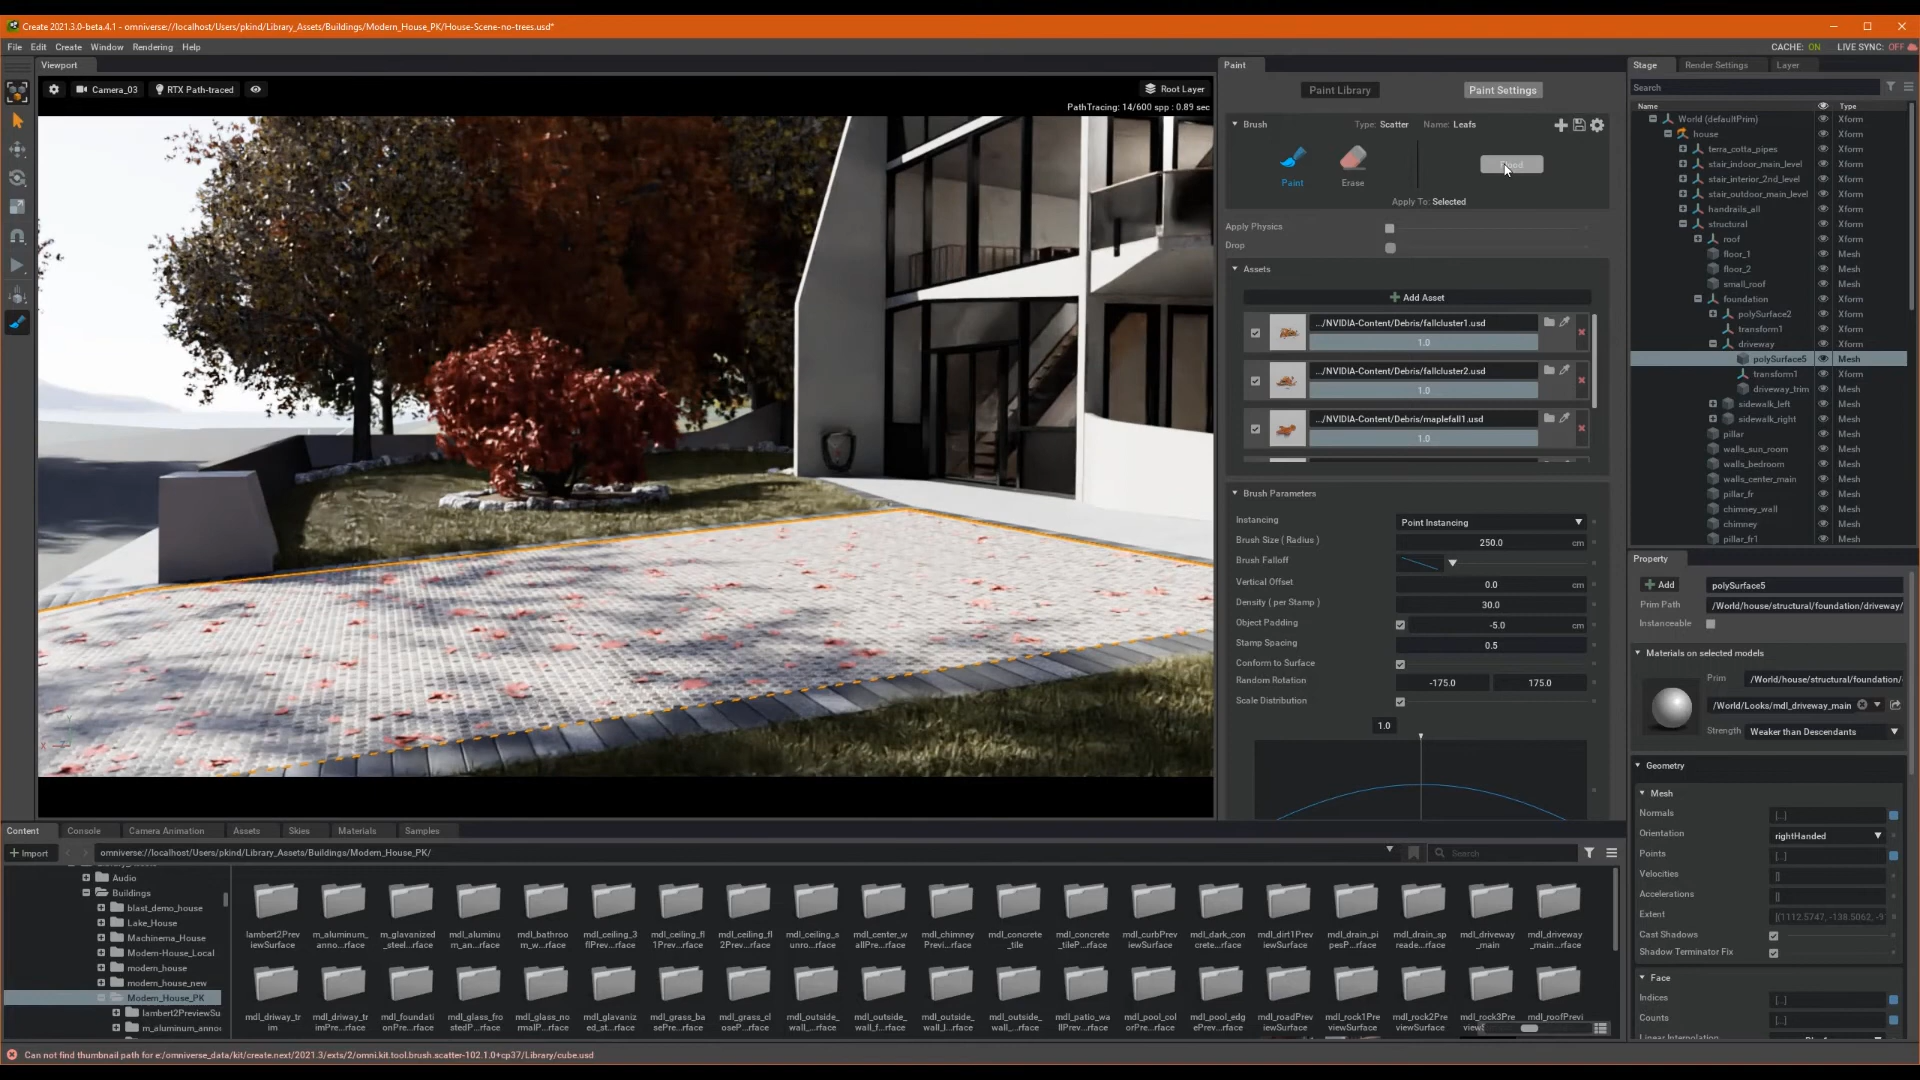 Create 2021.3.0-beta.4.1 - omniverse://localhost/Users/pkind/Library_Assets/Buildings/Modern_House_PK/House-Scene-no-trees.usd*
File Edit Create Window Rendering Help
CACHE: ON LIVE SYNC: OFF
Viewport
Camera_03 RTX Path-traced
Root Layer
PathTracing: 14/600 spp : 0.89 sec
Paint
Paint Library Paint Settings
Brush Type: Scatter Name: Leafs
Paint Erase
Apply To: Selected
Apply Physics
Drop
Assets
Add Asset
.../NVIDIA-Content/Debris/fallcluster1.usd
1.0
.../NVIDIA-Content/Debris/fallcluster2.usd
1.0
.../NVIDIA-Content/Debris/maplefall1.usd
1.0
Brush Parameters
Instancing Point Instancing
Brush Size ( Radius ) 250.0 cm
Brush Falloff
Vertical Offset 0.0 cm
Density ( per Stamp ) 30.0
Object Padding -5.0 cm
Stamp Spacing 0.5
Conform to Surface
Random Rotation -175.0 175.0
Scale Distribution
1.0
Stage Render Settings Layer
Search
Name Type
World (defaultPrim) Xform
house Xform
terra_cotta_pipes Xform
stair_indoor_main_level Xform
stair_interior_2nd_level Xform
stair_outdoor_main_level Xform
handrails_all Xform
structural Xform
roof Xform
floor_1 Mesh
floor_2 Mesh
small_roof Mesh
foundation Xform
polySurface2 Xform
transform1 Xform
driveway Xform
polySurface5 Mesh
transform1 Xform
driveway_trim Mesh
sidewalk_left Mesh
sidewalk_right Mesh
pillar Mesh
walls_sun_room Mesh
walls_bedroom Mesh
walls_center_main Mesh
pillar_fr Mesh
chimney_wall Mesh
chimney Mesh
pillar_fr1 Mesh
Property
Add polySurface5
Prim Path /World/house/structural/foundation/driveway/
Instanceable
Materials on selected models
Prim /World/house/structural/foundation/
/World/Looks/mdl_driveway_main
Strength Weaker than Descendants
Geometry
Mesh
Normals [...]
Orientation rightHanded
Points [...]
Velocities []
Accelerations []
Extent [(1112.5747, -138.5062, -9
Cast Shadows
Shadow Terminator Fix
Face
Indices [...]
Counts [...]
Linear Interpolation
Content Console Camera Animation Assets Skies Materials Samples
Import omniverse://localhost/Users/pkind/Library_Assets/Buildings/Modern_House_PK/ Search
Audio
Buildings
blast_demo_house
Lake_House
Machinema_House
Modern-House_Local
modern_house
modern_house_new
Modern_House_PK
lambert2PreviewSu
m_aluminum_anno
lambert2Prev m_aluminum_ m_glavanized mdl_aluminu mdl_bathroo mdl_ceiling_3 mdl_ceiling_fl mdl_ceiling_fl mdl_ceiling_s mdl_center_w mdl_chimney mdl_concrete mdl_concrete mdl_curbPrev mdl_dark_con mdl_dirt1Prev mdl_drain_pi mdl_drain_sp mdl_driveway mdl_driveway
iewSurface anno...rface _steel...rface m_an...rface m_w...rface flPrev...rface 1Prev...rface 2Prev...rface unro...rface allPre...rface Previ...rface _tile _tileP...rface iewSurface crete...rface iewSurface pesP...rface reade...rface _main _main...rface
mdl_driway_tr mdl_driway_t mdl_foundati mdl_glass_fro mdl_glass_no mdl_glavaniz mdl_grass_ba mdl_grass_cl mdl_outside_ mdl_outside_ mdl_outside_ mdl_outside_ mdl_patio_wa mdl_pool_col mdl_pool_edg mdl_roadPrev mdl_rock1Pre mdl_rock2Pre mdl_rock3Pre mdl_roofPrevi
im rimPre...rface onPre...rface stedP...rface rmalP...rface ed_st...rface sePre...rface oseP...rface wall_...rface wall_f...rface wall_l...rface wall_...rface llPrev...rface orPre...rface ePrev...rface iewSurface viewSurface viewSurface
Can not find thumbnail path for e:/omniverse_data/kit/create.next/2021.3/exts/2/omni.kit.tool.brush.scatter-102.1.0+cp37/Library/cube.usd